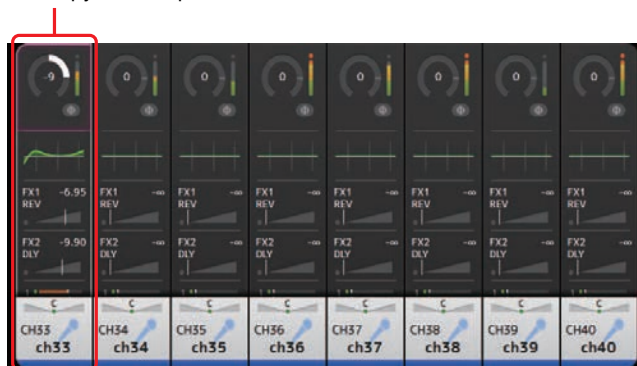 -9 0 0 0 0 0 0 0
FX1 -6.95 FX1 -∞ FX1 -∞ FX1 -∞ FX1 -∞ FX1 -∞ FX1 -∞ FX1 -∞
REV REV REV REV REV REV REV REV
FX2 -9.90 FX2 -∞ FX2 -∞ FX2 -∞ FX2 -∞ FX2 -∞ FX2 -∞ FX2 -∞
DLY DLY DLY DLY DLY DLY DLY DLY
C C C C C C C C
CH33 CH34 CH35 CH36 CH37 CH38 CH39 CH40
ch33 ch34 ch35 ch36 ch37 ch38 ch39 ch40